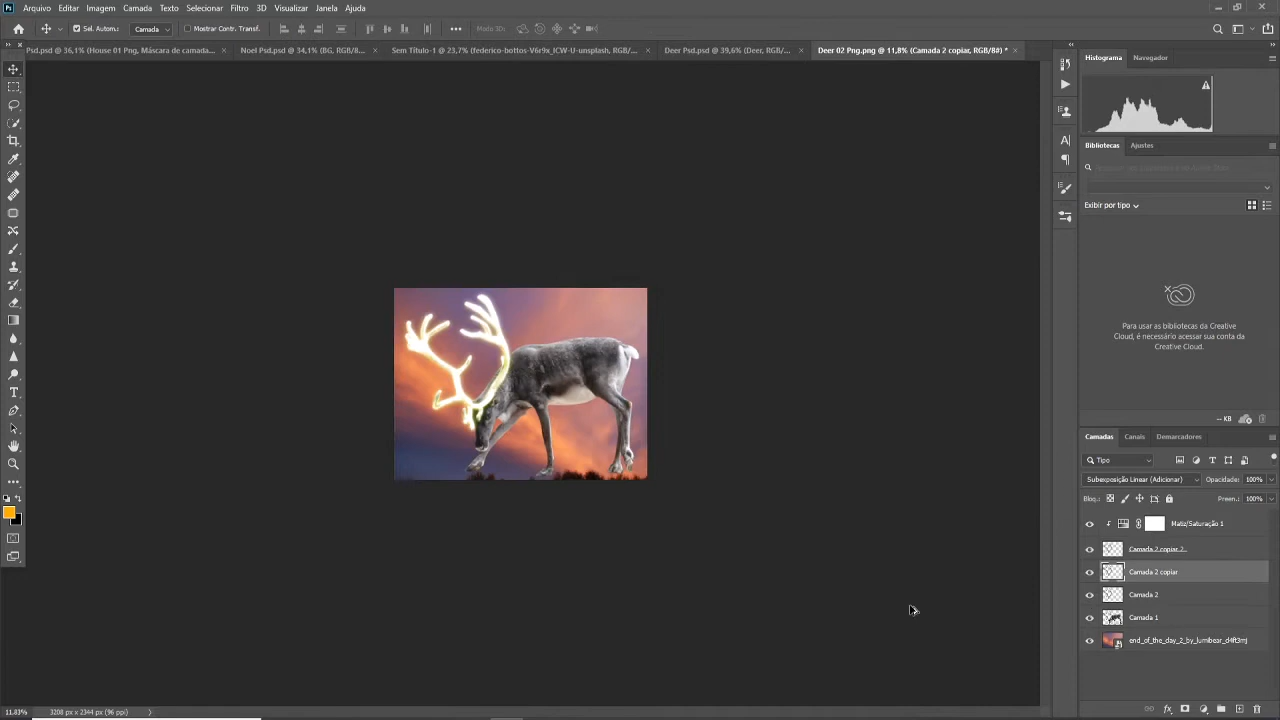 Ps Arquivo Editar Imagem Camada Texto Selecionar Filtro 3D Visualizar Janela Ajuda
Sel. Autom.: Camada Mostrar Contr. Transf. Modo 3D:
Psd.psd @ 36,1% (House 01 Png, Máscara de camada... × Noel Psd.psd @ 34,1% (BG, RGB/8... × Sem Título-1 @ 23,7% (federico-bottos-V6r9x_ICW-U-unsplash, RGB/... × Deer Psd.psd @ 39,6% (Deer, RGB/... × Deer 02 Png.png @ 11,8% (Camada 2 copiar, RGB/8#) * ×
Histograma Navegador
Bibliotecas Ajustes
Exibir por tipo
Para usar as bibliotecas da Creative
Cloud, é necessário acessar sua conta da
Creative Cloud.
-- KB
Camadas Canais Demarcadores
Tipo
Subexposição Linear (Adicionar) Opacidade: 100%
Bloq.: Preen.: 100%
Matiz/Saturação 1
Camada 2 copiar 2
Camada 2 copiar
Camada 2
Camada 1
end_of_the_day_2_by_lumibear_d4ft3mj
11,83% 3208 px x 2344 px (96 ppi)